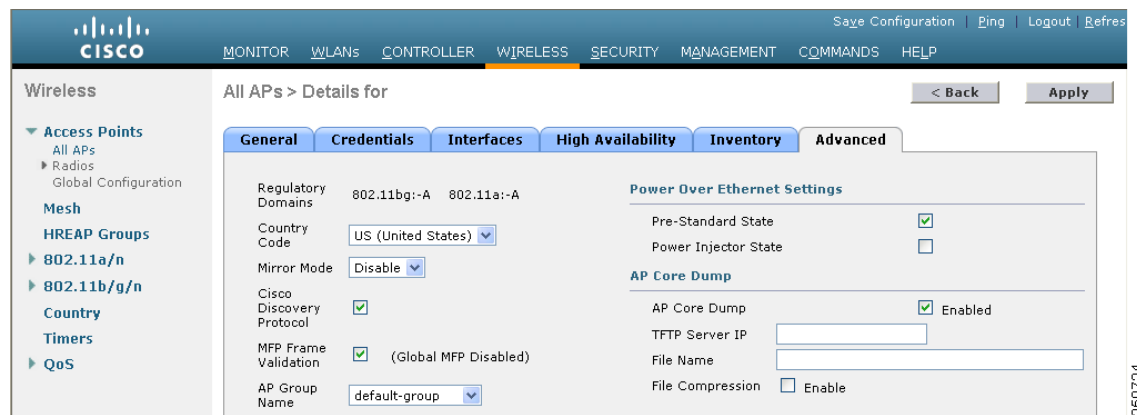 Save Configuration | Ping | Logout | Refres
CISCO
MONITOR WLANs CONTROLLER WIRELESS SECURITY MANAGEMENT COMMANDS HELP
Wireless
Access Points
All APs
Radios
Global Configuration
Mesh
HREAP Groups
802.11a/n
802.11b/g/n
Country
Timers
QoS
All APs > Details for
< Back
Apply
General Credentials Interfaces High Availability Inventory Advanced
Regulatory
Domains
802.11bg:-A 802.11a:-A
Country
Code
US (United States)
Mirror Mode
Disable
Cisco
Discovery
Protocol
MFP Frame
Validation
(Global MFP Disabled)
AP Group
Name
default-group
Power Over Ethernet Settings
Pre-Standard State
Power Injector State
AP Core Dump
AP Core Dump
Enabled
TFTP Server IP
File Name
File Compression
Enable